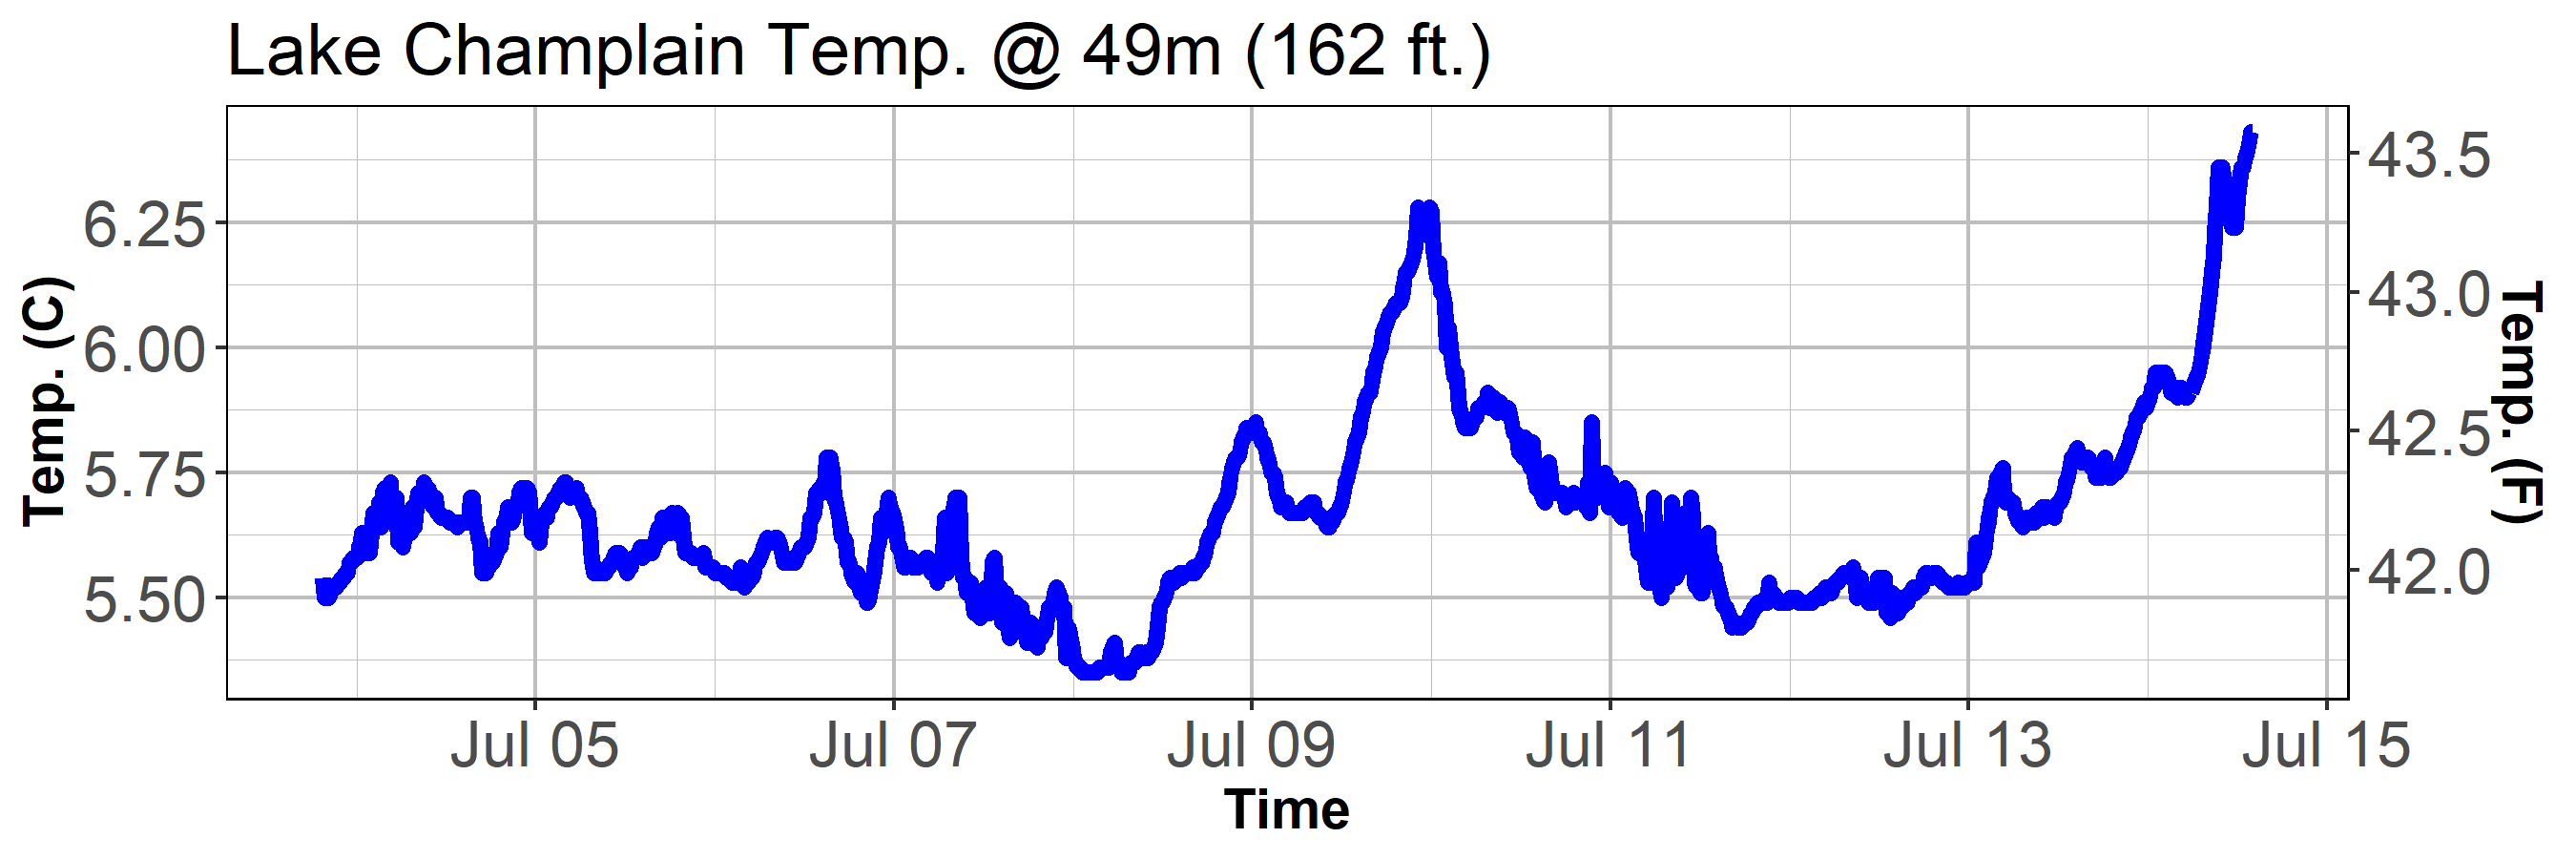 Lake Champlain Temp. @ 49m (162 ft.)
Temp. (C)
6.25
6.00
5.75
5.50
43.5
43.0
42.5
42.0
Temp. (F)
Jul 05 Jul 07 Jul 09 Jul 11 Jul 13 Jul 15
Time